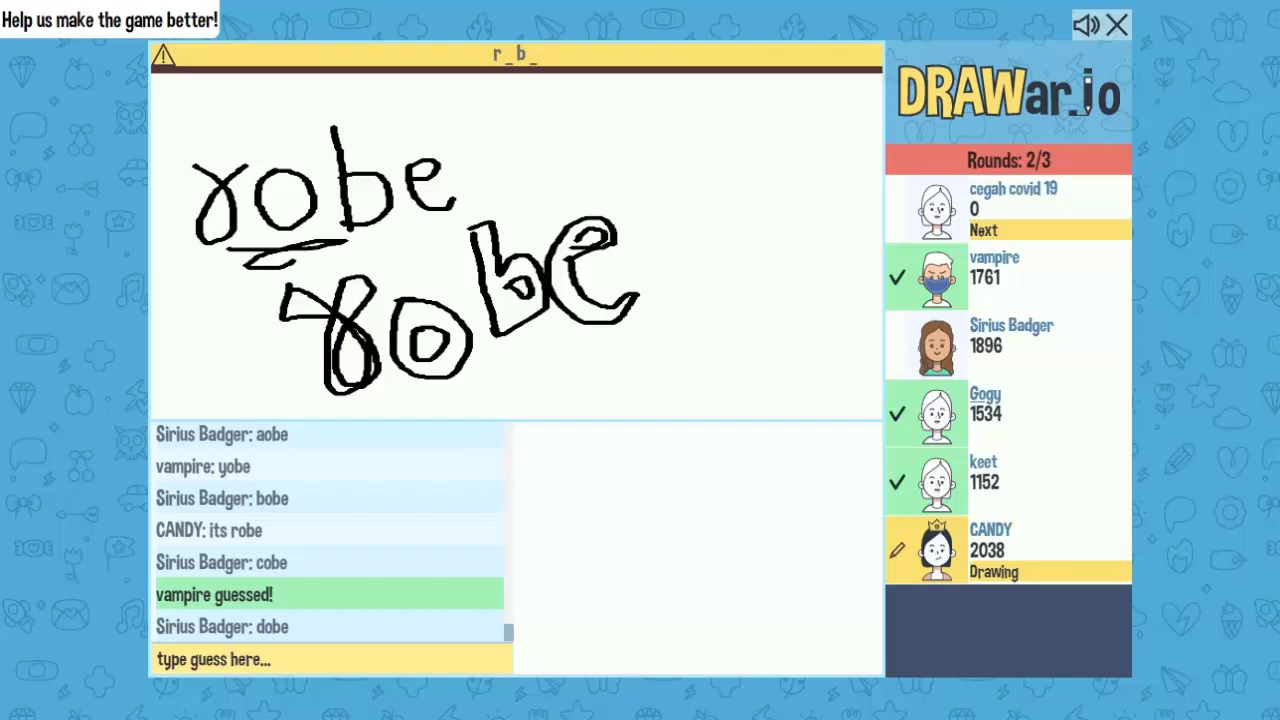 Help us make the game better!
r _ b _
robe
robe
DRAWar.io
Rounds: 2/3
cegah covid 19
0
Next
vampire
1761
Sirius Badger
1896
Gogy
1534
keet
1152
CANDY
2038
Drawing
Sirius Badger: aobe
vampire: yobe
Sirius Badger: bobe
CANDY: its robe
Sirius Badger: cobe
vampire guessed!
Sirius Badger: dobe
type guess here...